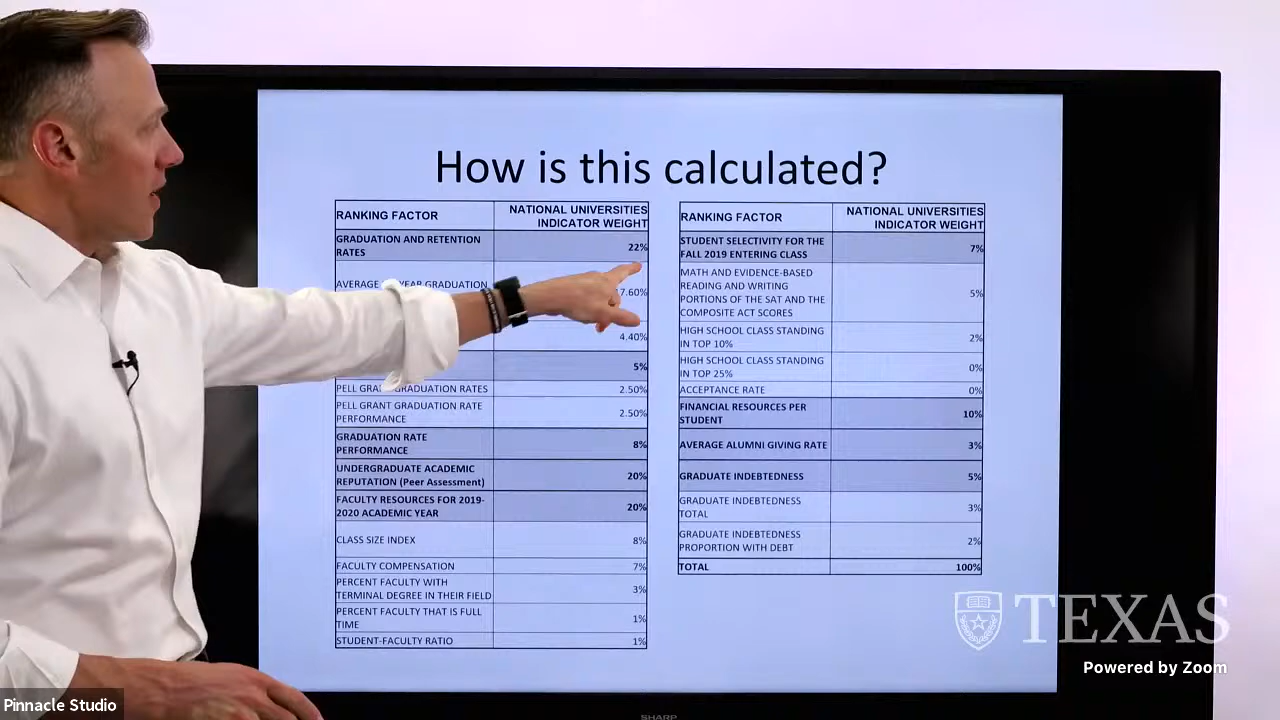 How is this calculated?
RANKING FACTOR
NATIONAL UNIVERSITIES
INDICATOR WEIGHT
GRADUATION AND RETENTION
RATES
22%
AVERAGE
YEAR GRADUATION
7.60%
4.40%
5%
PELL GRANT GRADUATION RATES
2.50%
PELL GRANT GRADUATION RATE
PERFORMANCE
2.50%
GRADUATION RATE
PERFORMANCE
8%
UNDERGRADUATE ACADEMIC
REPUTATION (Peer Assessment)
20%
FACULTY RESOURCES FOR 2019-
2020 ACADEMIC YEAR
20%
CLASS SIZE INDEX
8%
FACULTY COMPENSATION
7%
PERCENT FACULTY WITH
TERMINAL DEGREE IN THEIR FIELD
3%
PERCENT FACULTY THAT IS FULL
TIME
1%
STUDENT-FACULTY RATIO
1%
RANKING FACTOR
NATIONAL UNIVERSITIES
INDICATOR WEIGHT
STUDENT SELECTIVITY FOR THE
FALL 2019 ENTERING CLASS
7%
MATH AND EVIDENCE-BASED
READING AND WRITING
PORTIONS OF THE SAT AND THE
COMPOSITE ACT SCORES
5%
HIGH SCHOOL CLASS STANDING
IN TOP 10%
2%
HIGH SCHOOL CLASS STANDING
IN TOP 25%
0%
ACCEPTANCE RATE
0%
FINANCIAL RESOURCES PER
STUDENT
10%
AVERAGE ALUMNI GIVING RATE
3%
GRADUATE INDEBTEDNESS
5%
GRADUATE INDEBTEDNESS
TOTAL
3%
GRADUATE INDEBTEDNESS
PROPORTION WITH DEBT
2%
TOTAL
100%
TEXAS
Powered by Zoom
Pinnacle Studio
SHARP